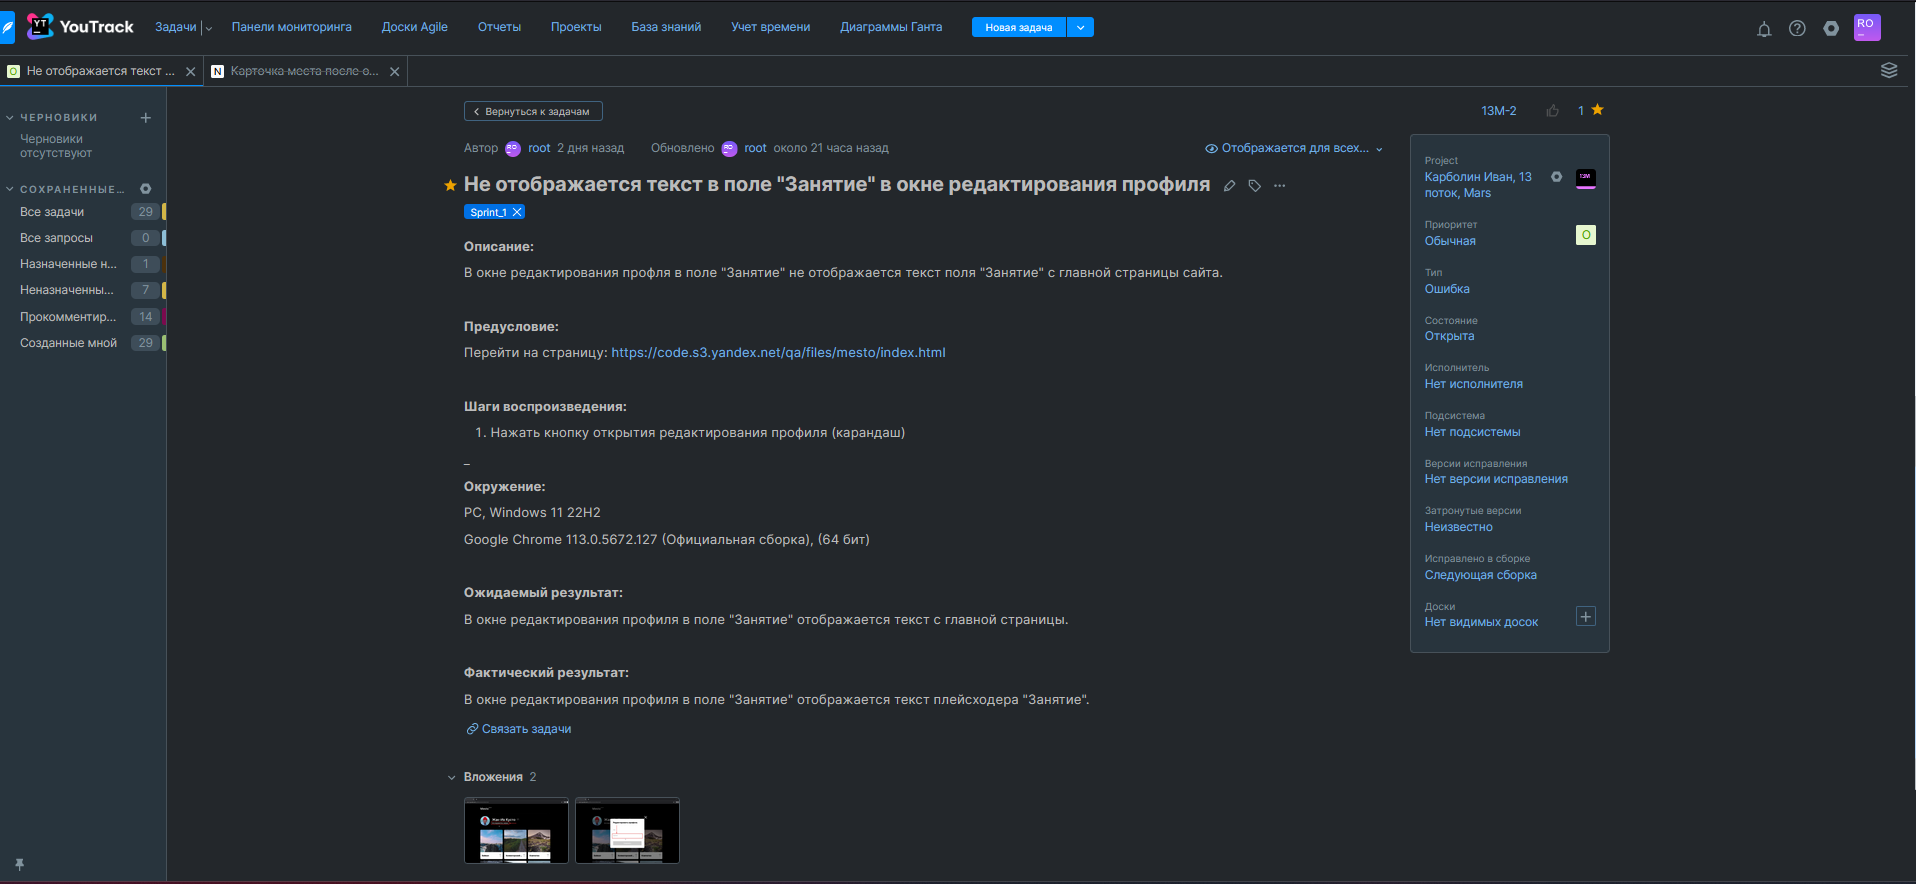 YT YouTrack Задачи Панели мониторинга Доски Agile Отчеты Проекты База знаний Учет времени Диаграммы Ганта Новая задача RO
O Не отображается текст ... N Карточка места после о...
ЧЕРНОВИКИ
Черновики
отсутствуют
СОХРАНЕННЫЕ...
Все задачи 29
Все запросы 0
Назначенные н... 1
Неназначенны... 7
Прокомментир... 14
Созданные мной 29
Вернуться к задачам
13M-2 1
Автор RO root 2 дня назад Обновлено RO root около 21 часа назад Отображается для всех...
Не отображается текст в поле "Занятие" в окне редактирования профиля ...
Sprint_1
Описание:
В окне редактирования профля в поле "Занятие" не отображается текст поля "Занятие" с главной страницы сайта.
Предусловие:
Перейти на страницу: https://code.s3.yandex.net/qa/files/mesto/index.html
Шаги воспроизведения:
1. Нажать кнопку открытия редактирования профиля (карандаш)
_
Окружение:
PC, Windows 11 22H2
Google Chrome 113.0.5672.127 (Официальная сборка), (64 бит)
Ожидаемый результат:
В окне редактирования профиля в поле "Занятие" отображается текст с главной страницы.
Фактический результат:
В окне редактирования профиля в поле "Занятие" отображается текст плейсходера "Занятие".
Связать задачи
Вложения 2
Project
Карболин Иван, 13
поток, Mars
13M
Приоритет
Обычная O
Тип
Ошибка
Состояние
Открыта
Исполнитель
Нет исполнителя
Подсистема
Нет подсистемы
Версии исправления
Нет версии исправления
Затронутые версии
Неизвестно
Исправлено в сборке
Следующая сборка
Доски
Нет видимых досок